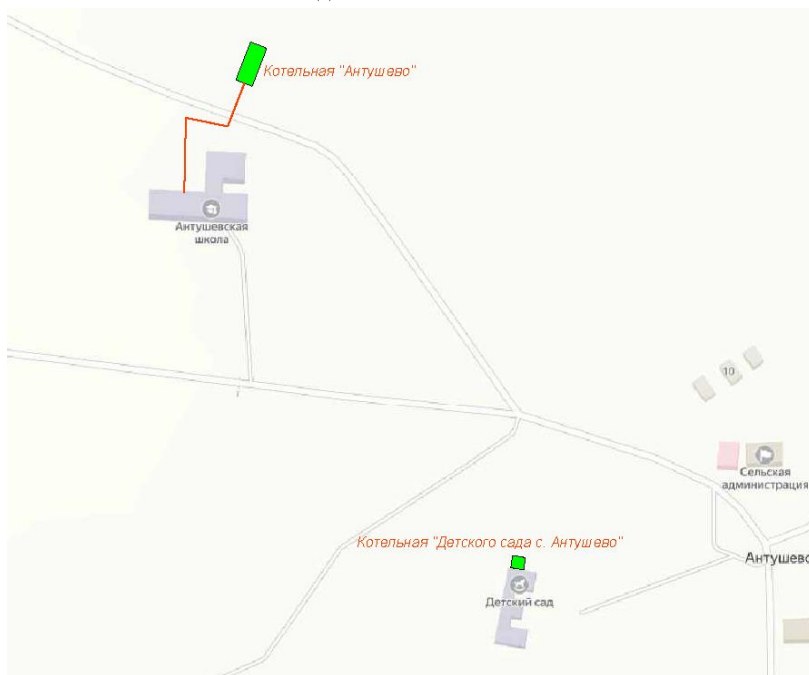 Котельная "Антушево"
Антушевская
школа
10
Сельская
администрация
Котельная "Детского сада с. Антушево"
Антушево
Детский сад